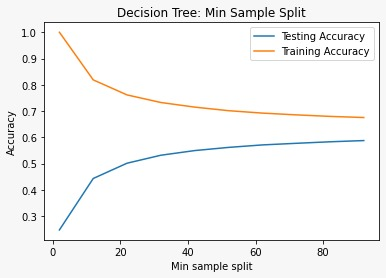 Decision Tree: Min Sample Split
Testing Accuracy
Training Accuracy
1.0
0.9
0.8
0.7
0.6
0.5
0.4
0.3
Accuracy
0
20
40
60
80
Min sample split